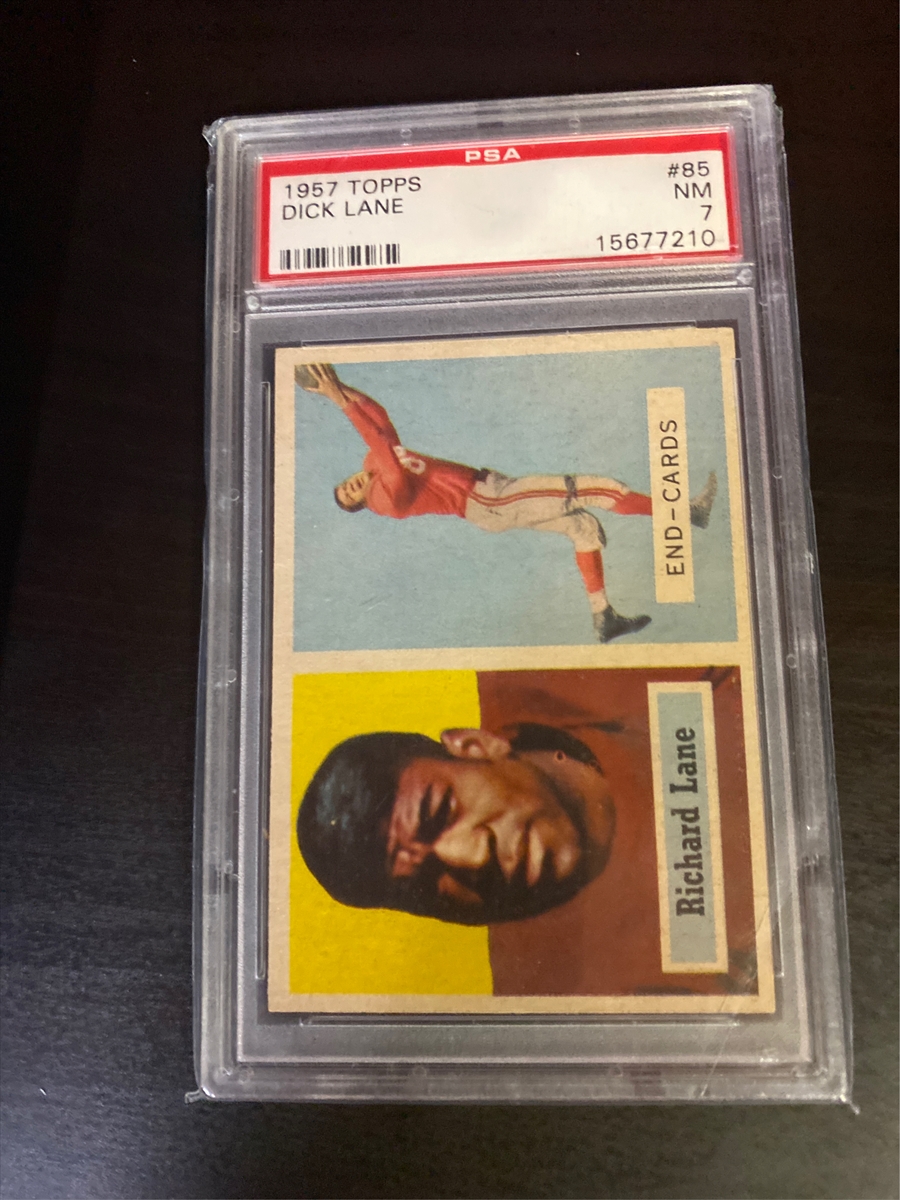 PSA
1957 TOPPS #85
DICK LANE NM
7
15677210
END-CARDS
Richard Lane